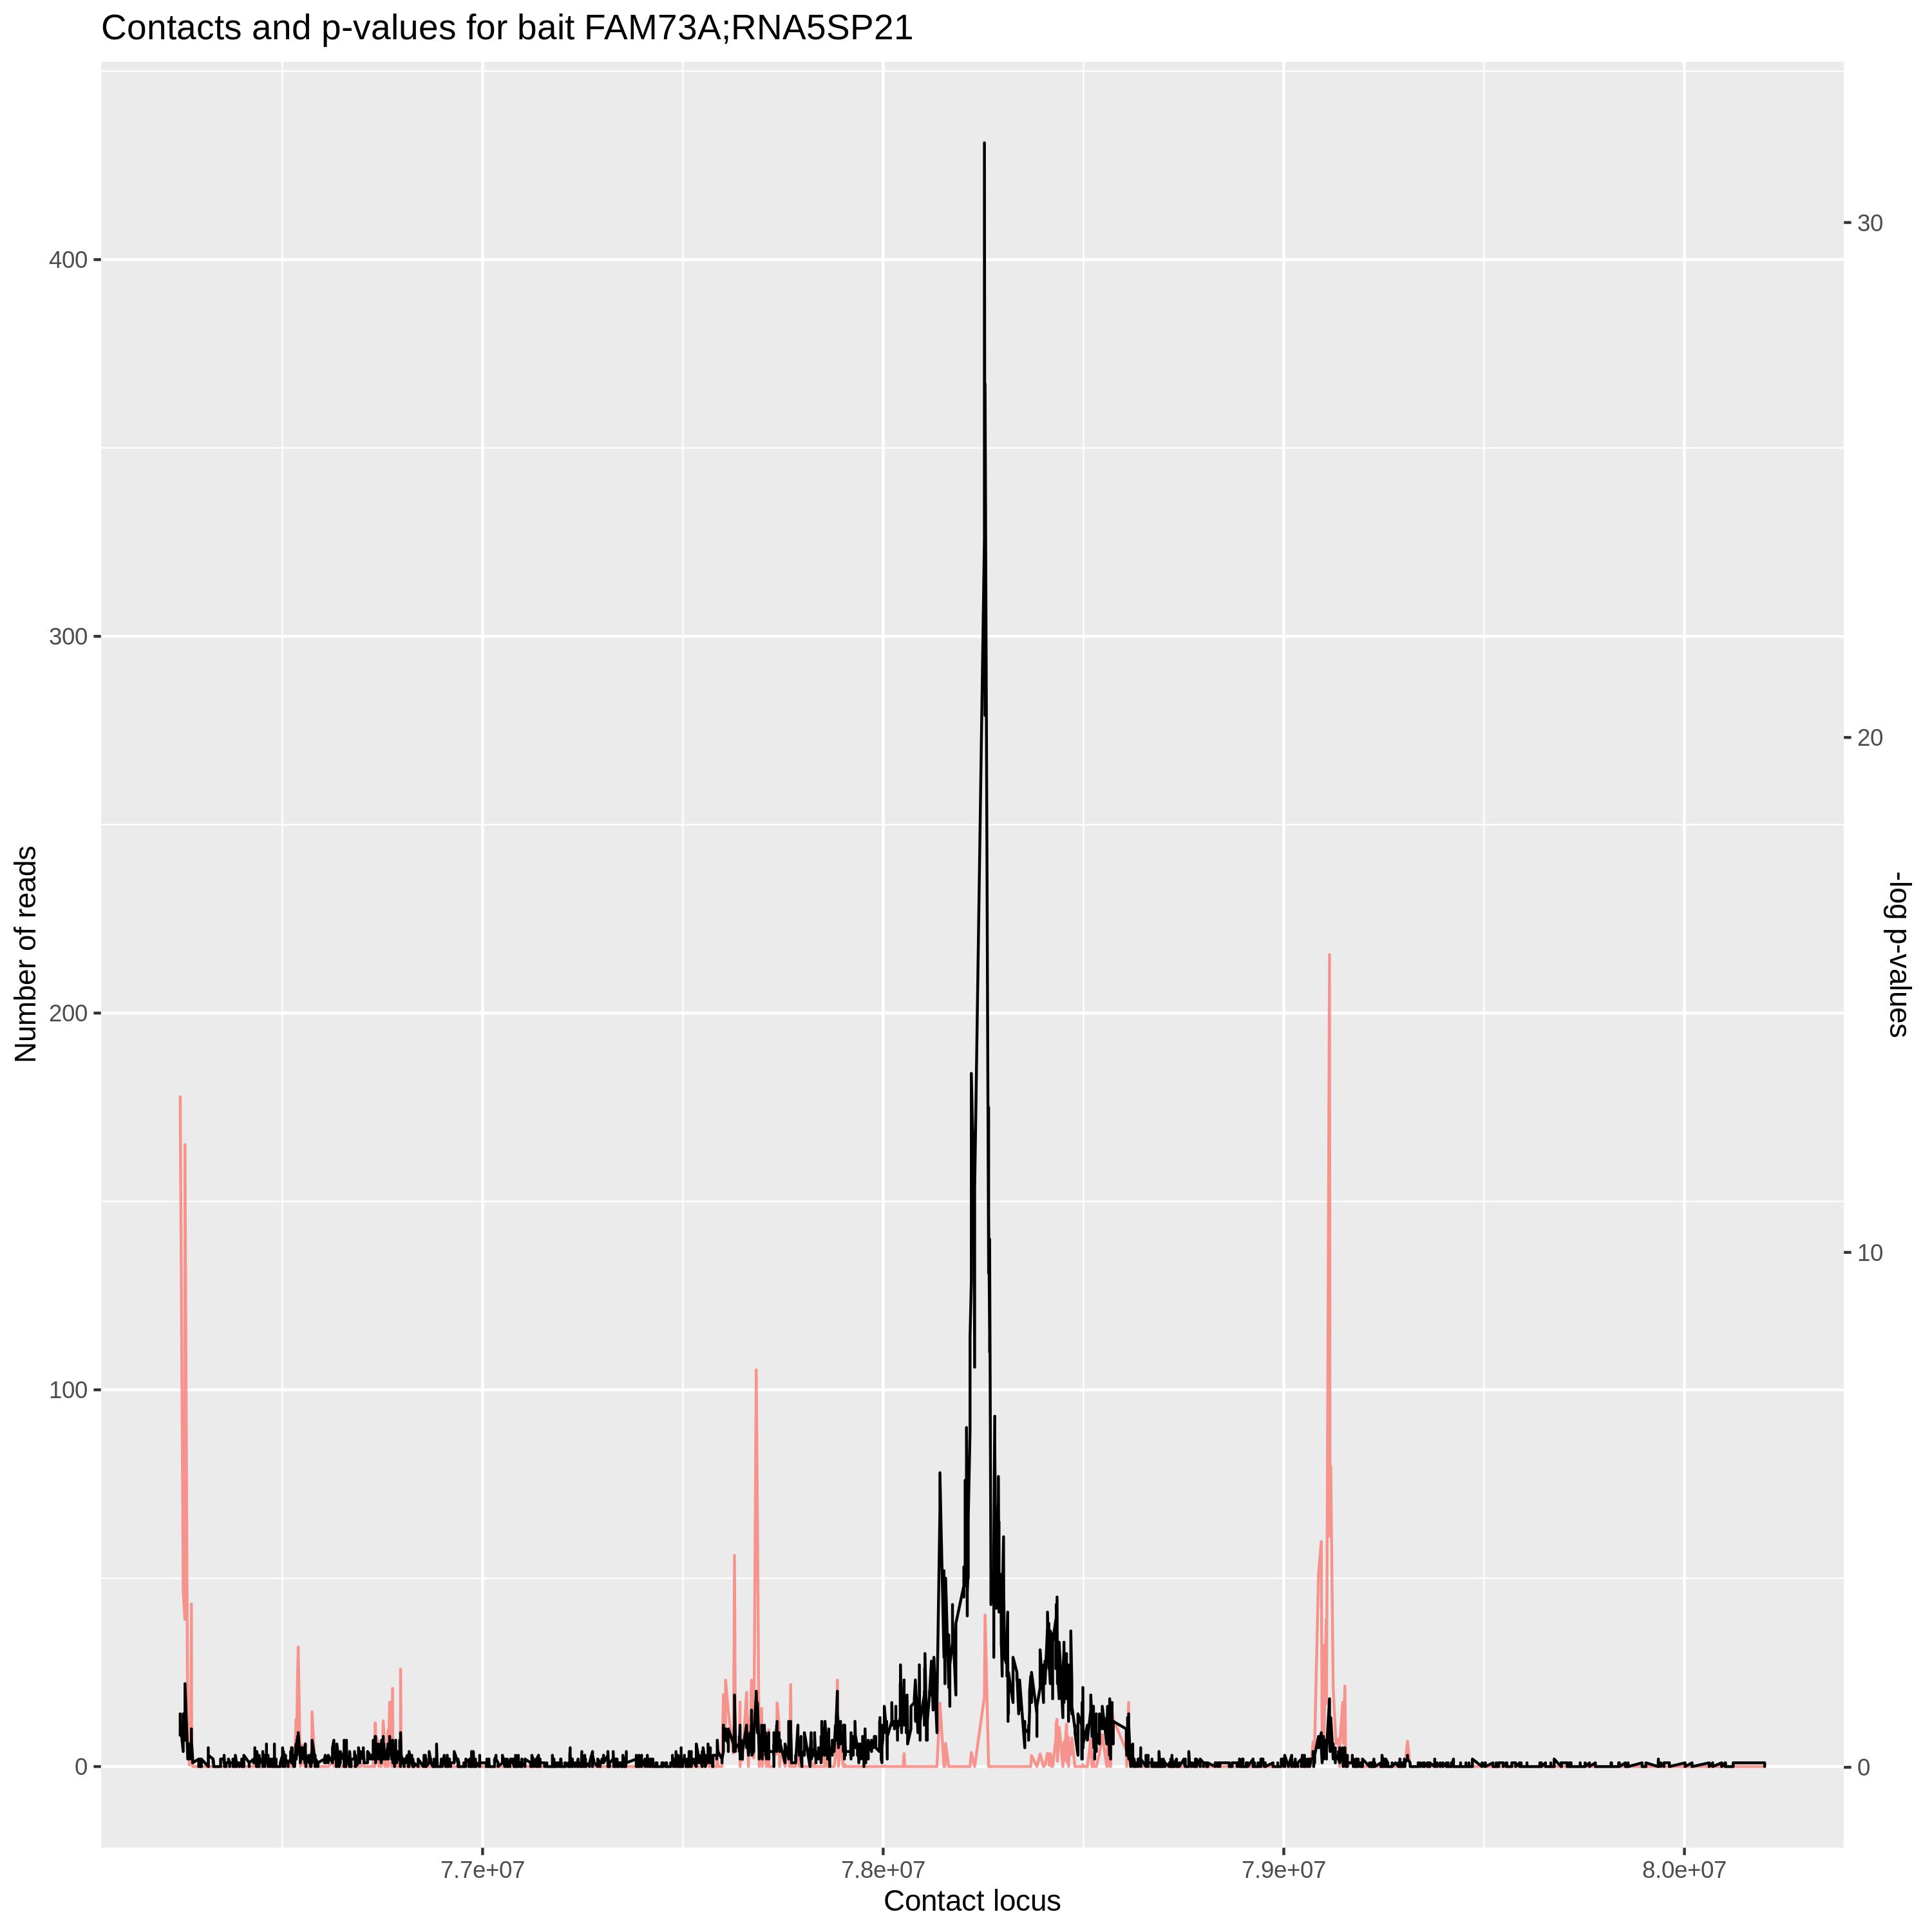 Contacts and p-values for bait FAM73A;RNA5SP21
400
300
200
100
0
Number of reads
30
20
10
0
-log p-values
7.7e+07
7.8e+07
7.9e+07
8.0e+07
Contact locus